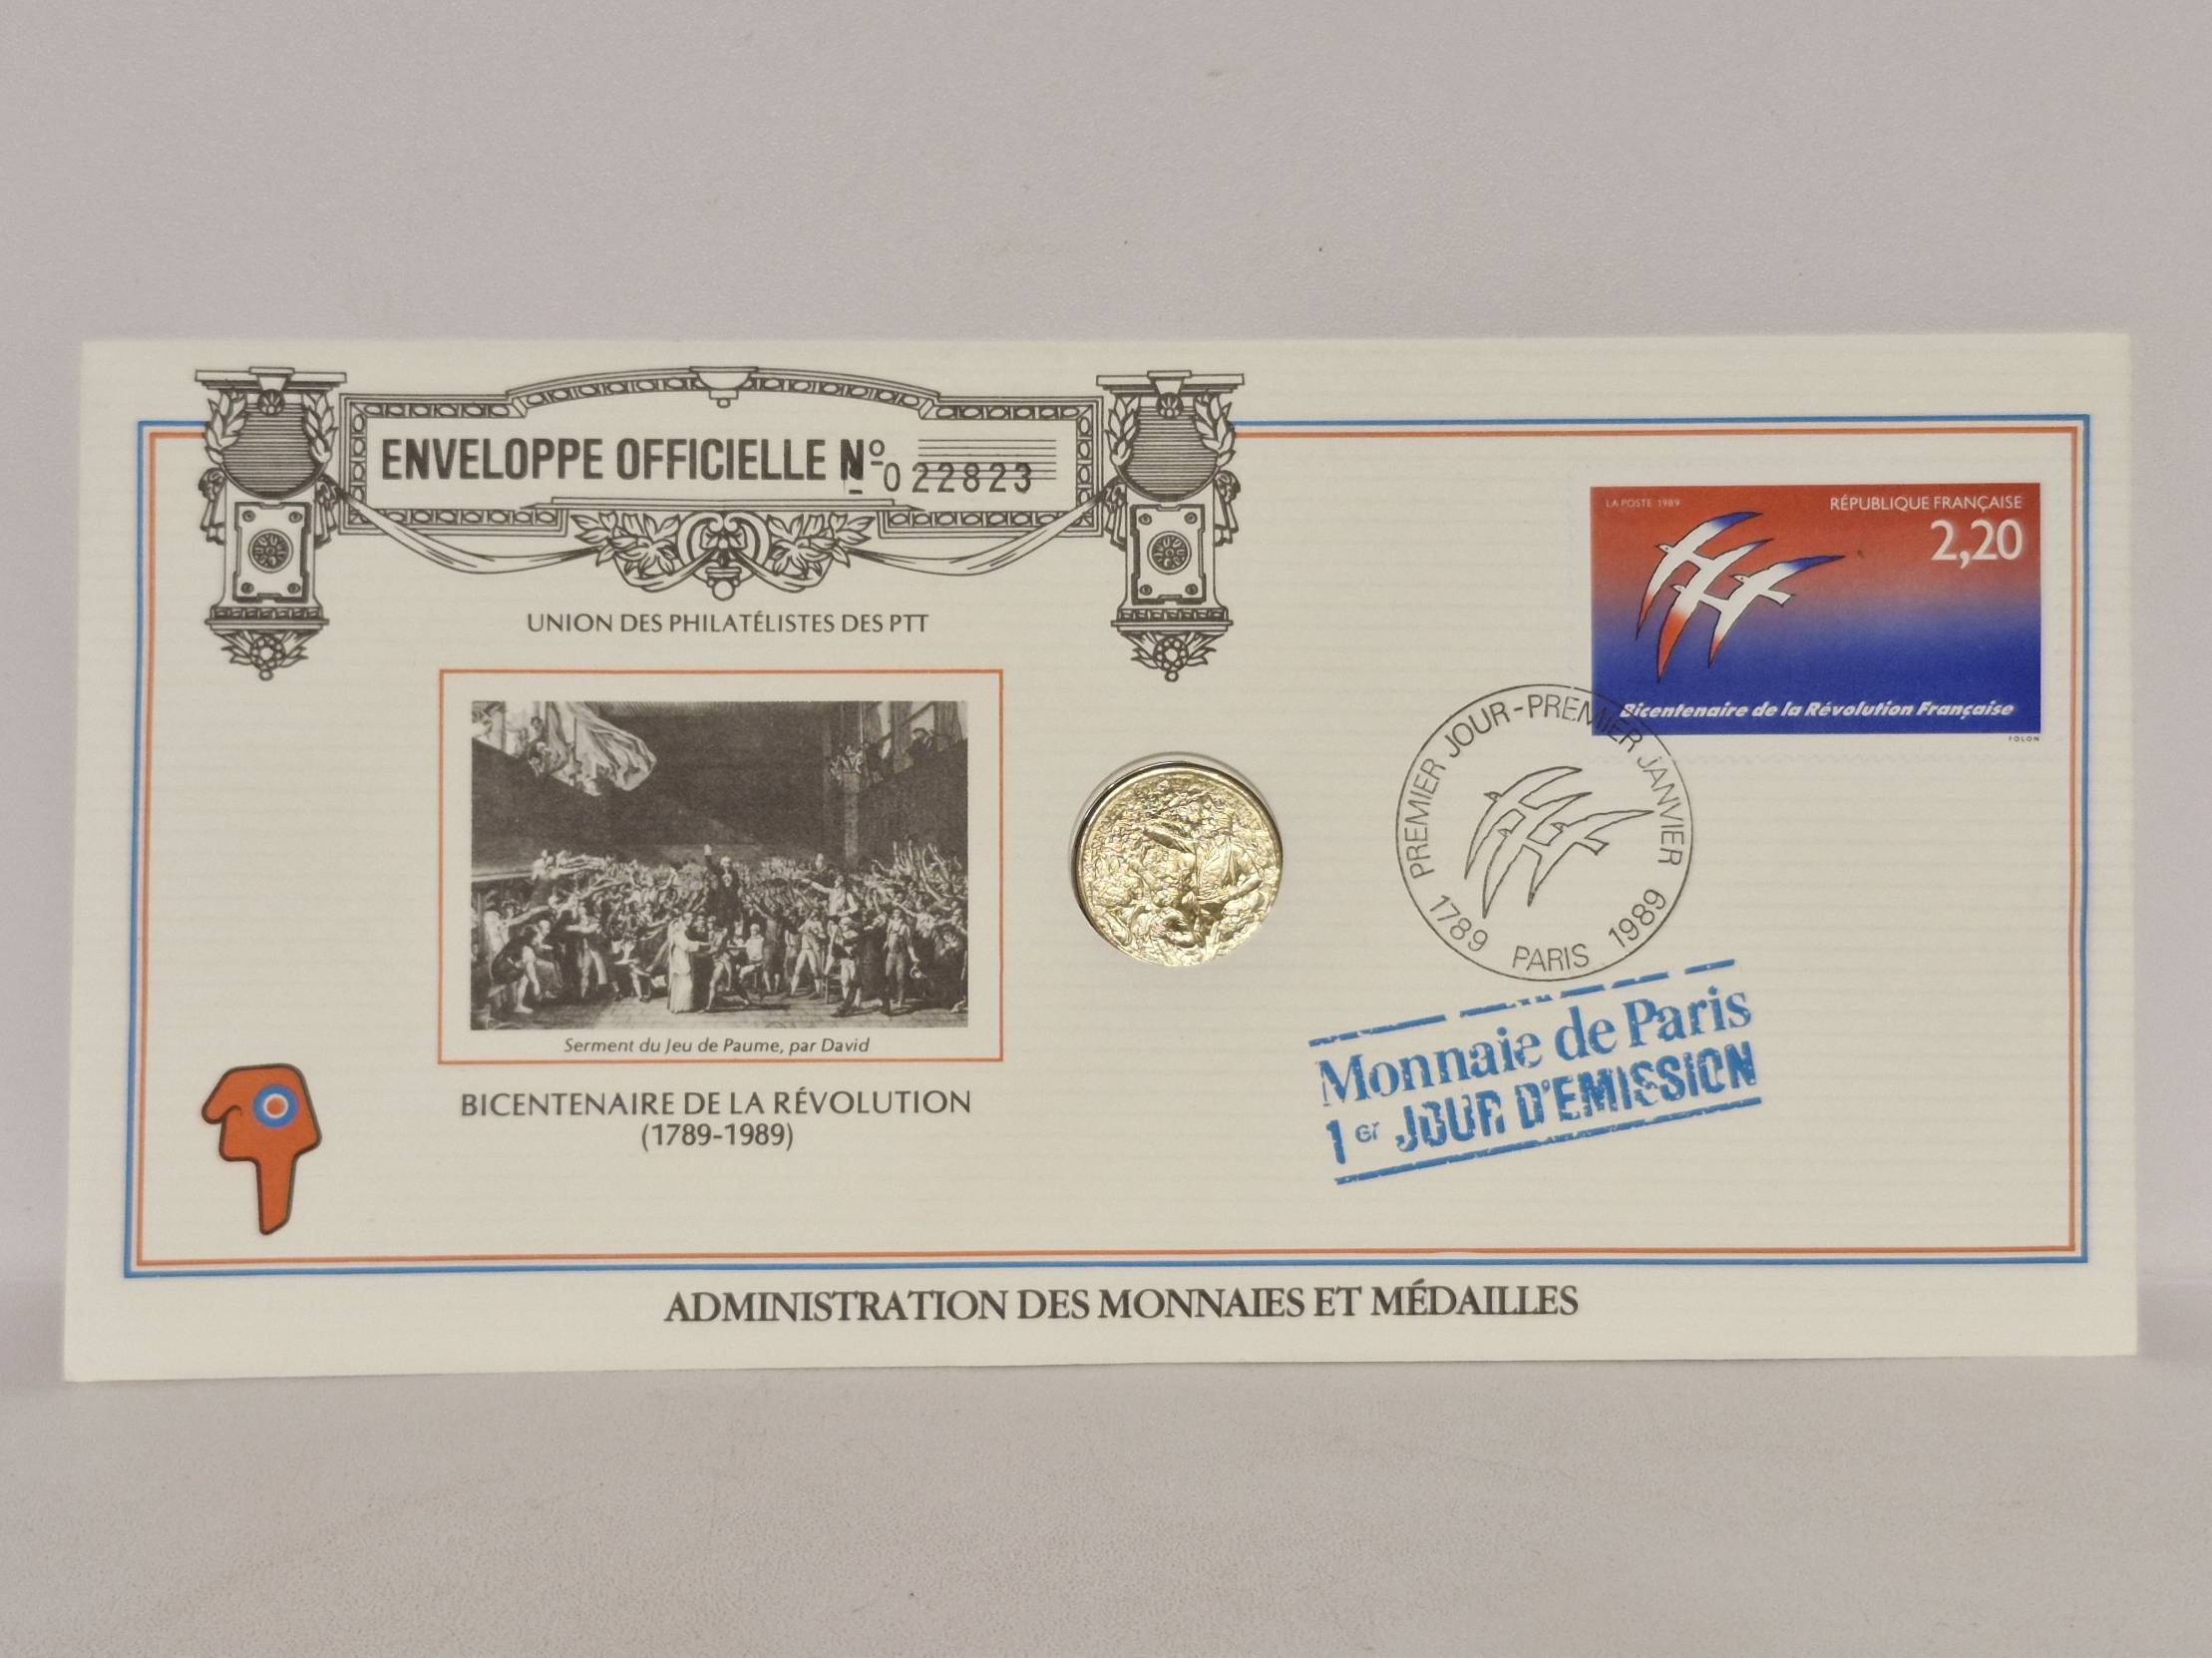 ENVELOPPE OFFICIELLE Nº 022823
UNION DES PHILATÉLISTES DES PTT
LA POSTE 1989
RÉPUBLIQUE FRANÇAISE
2,20
Bicentenaire de la Révolution Française
FOLON
PREMIER JOUR-PREMIER JANVIER
1789 PARIS 1989
Serment du Jeu de Paume, par David
BICENTENAIRE DE LA RÉVOLUTION
(1789-1989)
Monnaie de Paris
1er JOUR D'EMISSION
ADMINISTRATION DES MONNAIES ET MÉDAILLES